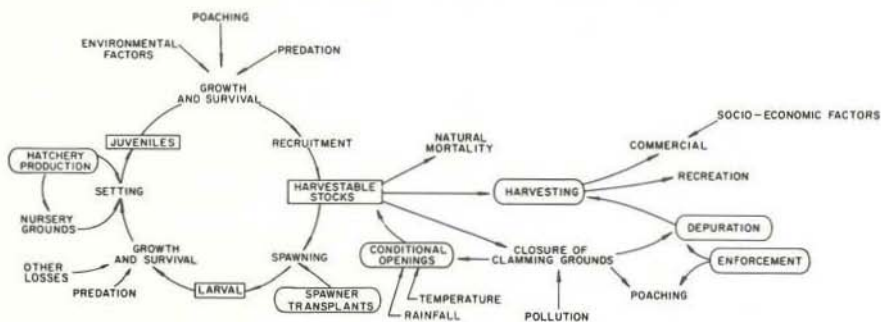 POACHING
ENVIRONMENTAL
FACTORS
PREDATION
GROWTH
AND SURVIVAL
JUVENILES
RECRUITMENT
HATCHERY
PRODUCTION
SETTING
NURSERY
GROUNDS
HARVESTABLE
STOCKS
NATURAL
MORTALITY
SOCIO-ECONOMIC FACTORS
COMMERCIAL
HARVESTING
RECREATION
DEPURATION
ENFORCEMENT
GROWTH
AND SURVIVAL
OTHER
LOSSES
PREDATION
LARVAL
SPAWNING
SPAWNER
TRANSPLANTS
CONDITIONAL
OPENINGS
CLOSURE OF
CLAMMING GROUNDS
TEMPERATURE
RAINFALL
POLLUTION
POACHING